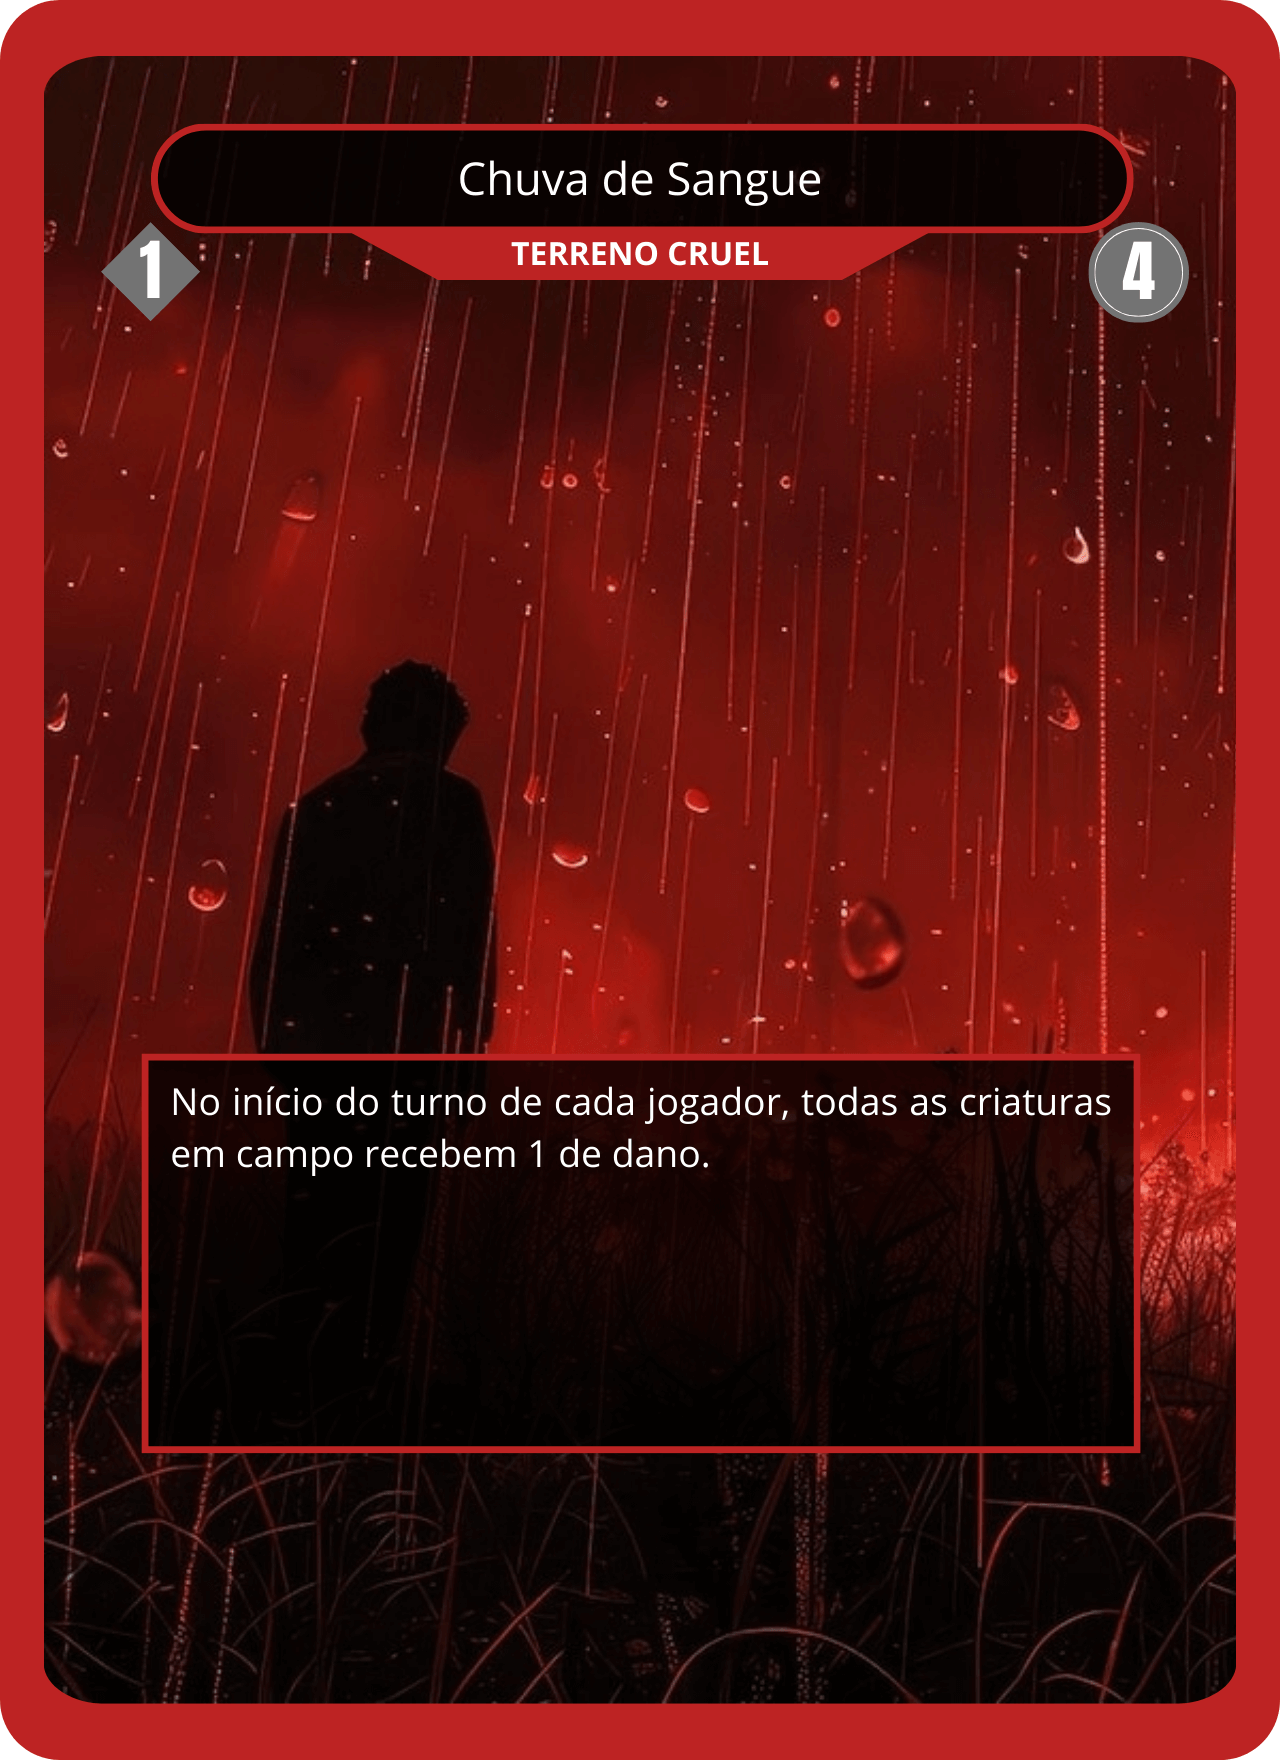 Chuva de Sangue
TERRENO CRUEL
1
4
No início do turno de cada jogador, todas as criaturas
em campo recebem 1 de dano.